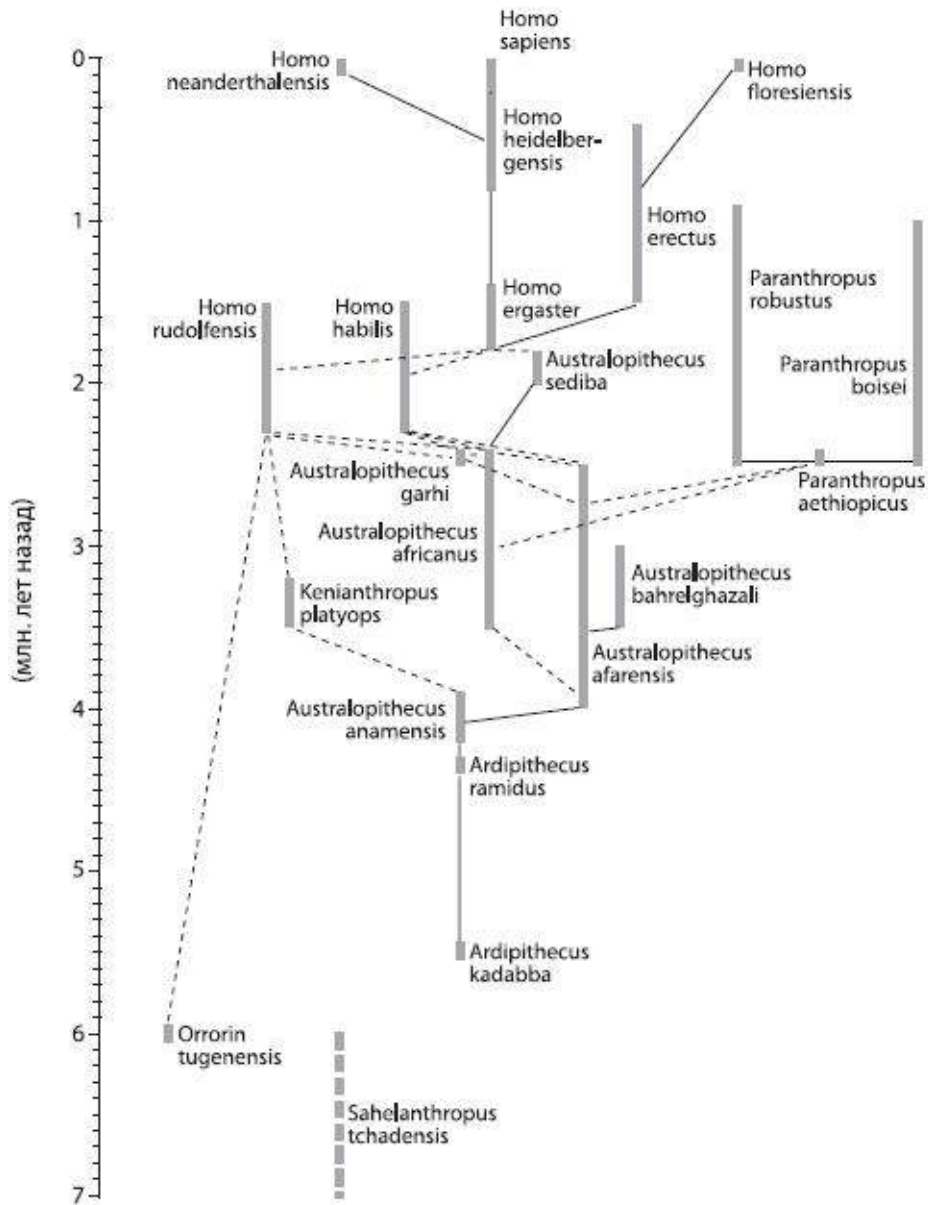 Homo
sapiens
0
Homo
neanderthalensis
Homo
floresiensis
Homo
heidelber-
gensis
1
Homo
erectus
Paranthropus
robustus
Homo
rudolfensis
Homo
habilis
Homo
ergaster
Australopithecus
sediba
Paranthropus
boisei
2
Australopithecus
garhi
Paranthropus
aethiopicus
Australopithecus
africanus
3
Kenianthropus
platyops
Australopithecus
bahrelghazali
(млн. лет назад)
Australopithecus
afarensis
4
Australopithecus
anamensis
Ardipithecus
ramidus
5
Ardipithecus
kadabba
6
Orrorin
tugenensis
Sahelanthropus
tchadensis
7